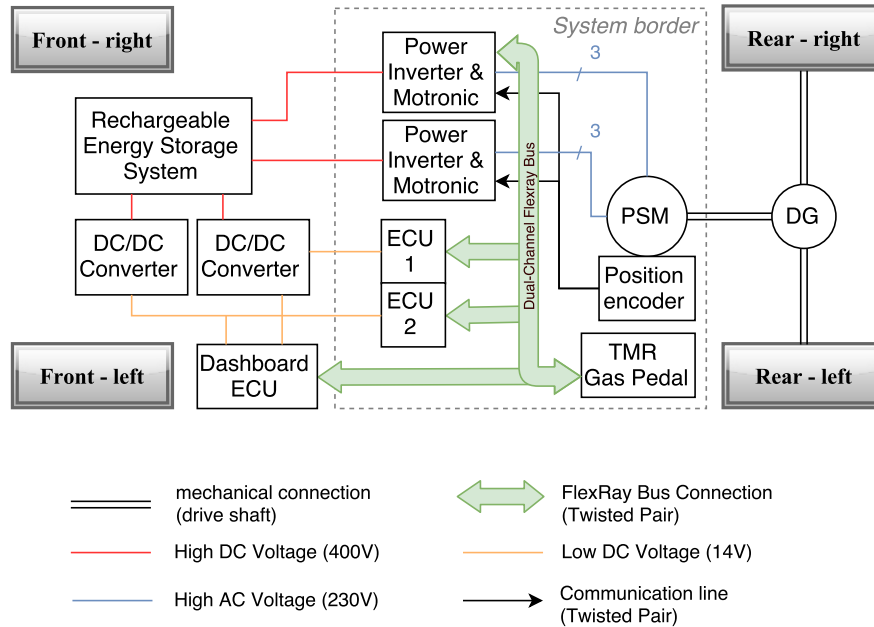 Front - right
System border
Rear - right
Power
Inverter &
Motronic
3
Rechargeable
Energy Storage
System
Power
Inverter &
Motronic
3
Dual-Channel Flexray Bus
PSM
DG
DC/DC
Converter
DC/DC
Converter
ECU
1
Position
encoder
ECU
2
Front - left
Dashboard
ECU
TMR
Gas Pedal
Rear - left
mechanical connection
(drive shaft)
FlexRay Bus Connection
(Twisted Pair)
High DC Voltage (400V)
Low DC Voltage (14V)
High AC Voltage (230V)
Communication line
(Twisted Pair)